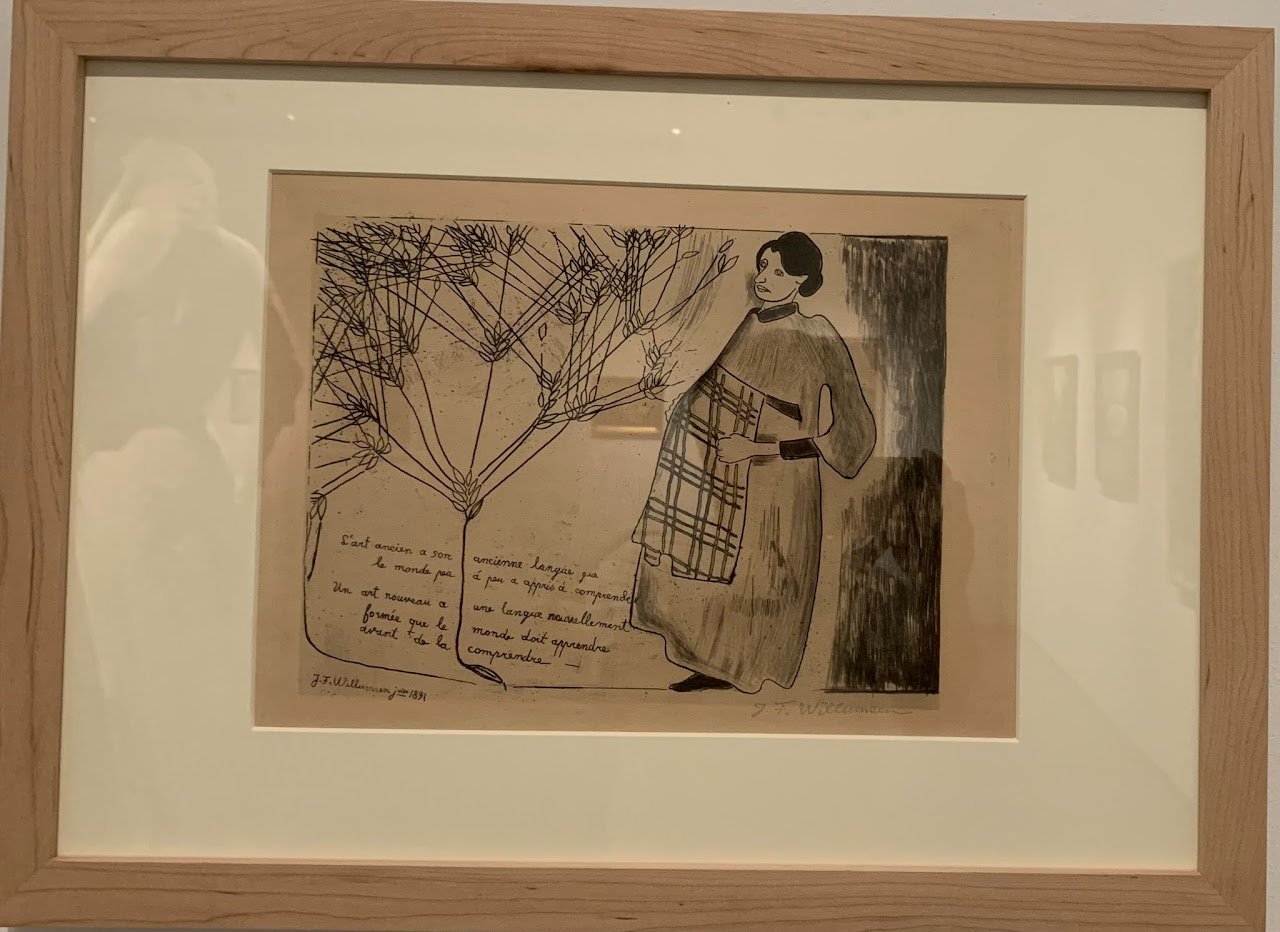 L'art ancien a son ancienne langue que
le monde peu á peu a appris à comprendre
Un art nouveau a une langue nouvellement
formée que le monde doit apprendre
avant de la comprendre —
J.F. Willumsen 1891
J. F. Willumsen